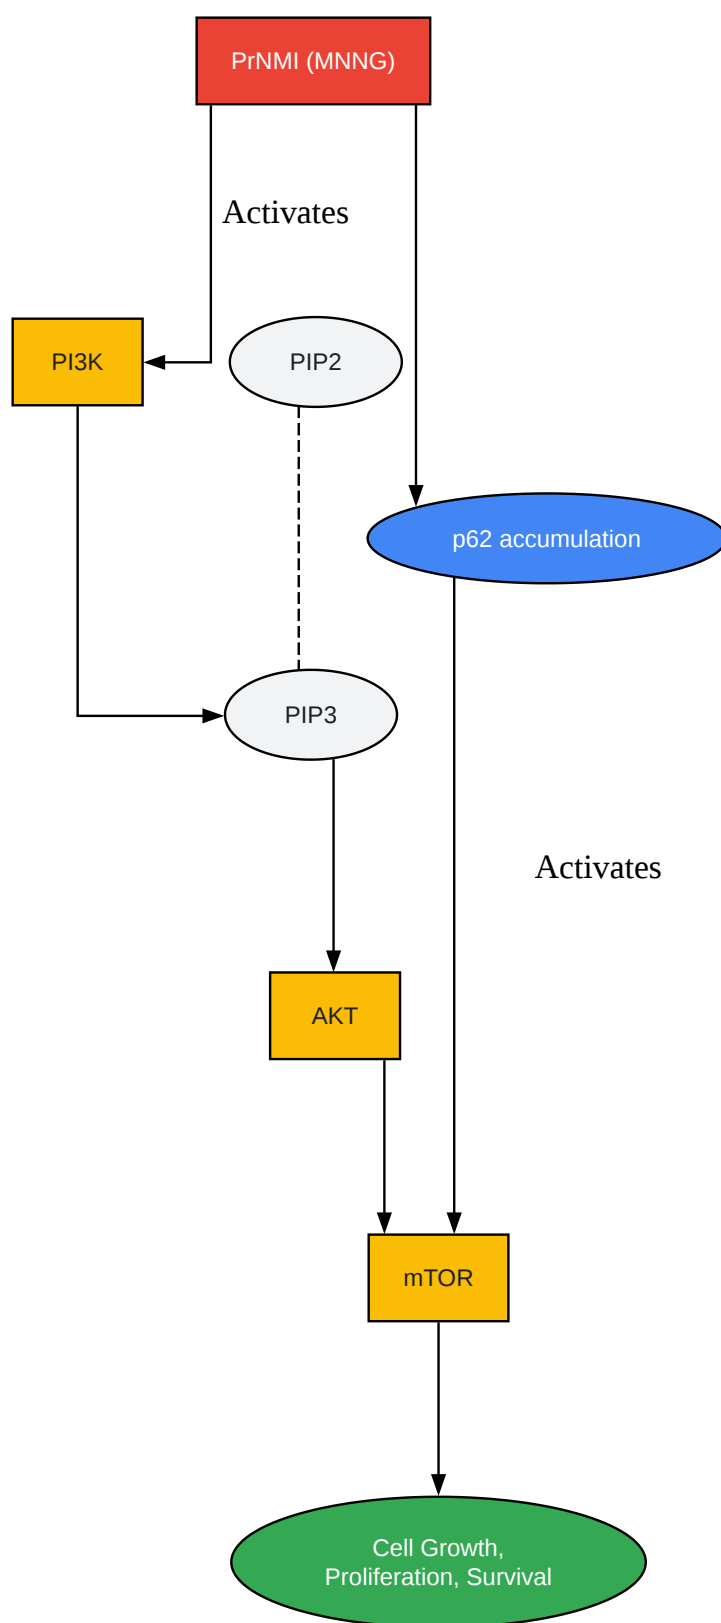 PrNMI (MNNG)
Activates
PI3K
PIP2
p62 accumulation
PIP3
Activates
AKT
mTOR
Cell Growth,
Proliferation, Survival